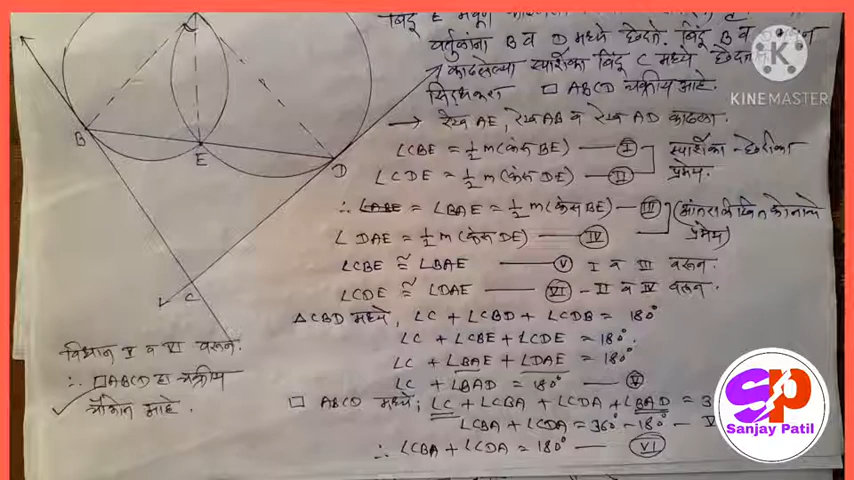 बिंदू E मधून
वर्तुळांना B व D मध्ये छेदते. बिंदू B व
काढलेल्या स्पर्शिका बिंदू C मध्ये छेदतात
सिद्धकरा □ ABCD चक्रीय आहे.
→ रेख AE, रेख AB व रेख AD काढला.
∠CBE = ½ m(कंस BE) — I स्पर्शिका-छेदिका
∠CDE = ½ m(कंस DE) — II प्रमेय.
∴ ∠BAE = ½ m(कंस BE) — III (आंतरलिखित कोनाचे
∠DAE = ½ m(कंस DE) — IV प्रमेय)
∠CBE ≅ ∠BAE — V I व III वरून.
∠CDE ≅ ∠DAE — VI - II व IV वरून.
△CBD मध्ये, ∠C + ∠CBD + ∠CDB = 180°
∠C + ∠CBE + ∠CDE = 180°.
∠C + ∠BAE + ∠DAE = 180°
∠C + ∠BAD = 180° — V
□ ABCD मध्ये; ∠C + ∠CBA + ∠CDA + ∠BAD = 3
∠CBA + ∠CDA = 360° - 180° - V
∴ ∠CBA + ∠CDA = 180° — VI
विधान V व VI वरून.
∴ □ABCD हा चक्रीय
चौकोन आहे.
B
E
D
C
KINEMASTER
SP
Sanjay Patil